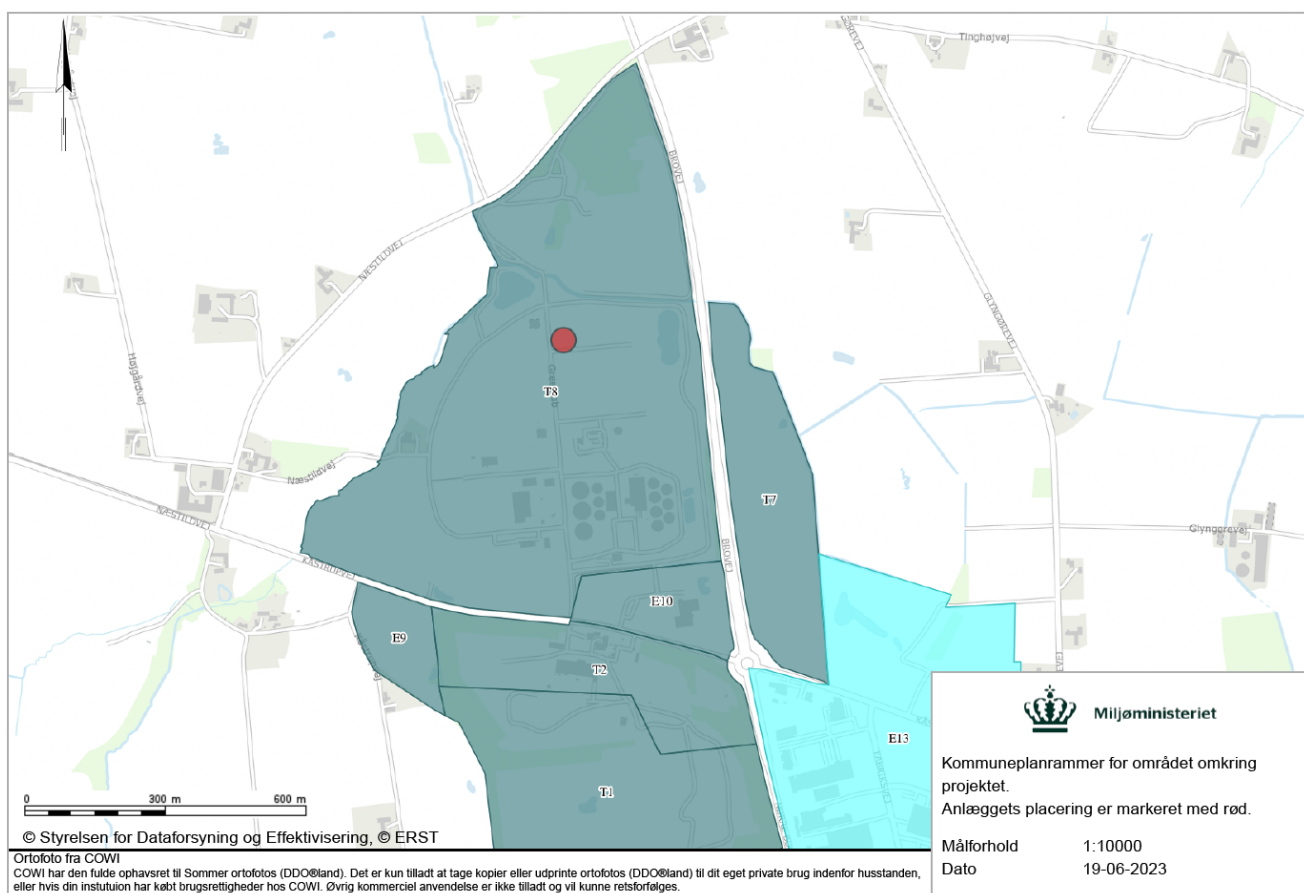 Tinghøjvej
GØREVEJ
BROVEJ
NÆSTILDVEJ
GLYNGØREVEJ
Højgårdvej
T8
Næstildvej
T7
Glyngørevej
NÆSTILDVEJ
BROVEJ
KÅSTRUPVEJ
E10
E9
T2
E13
T1
0 300 m 600 m
© Styrelsen for Dataforsyning og Effektivisering, © ERST
Miljøministeriet
Kommuneplanrammer for området omkring
projektet.
Anlæggets placering er markeret med rød.
Målforhold 1:10000
Dato 19-06-2023
Ortofoto fra COWI
COWI har den fulde ophavsret til Sommer ortofotos (DDO®land). Det er kun tilladt at tage kopier eller udprinte ortofotos (DDO®land) til dit eget private brug indenfor husstanden,
eller hvis din instutuion har købt brugsrettigheder hos COWI. Øvrig kommerciel anvendelse er ikke tilladt og vil kunne retsforfølges.